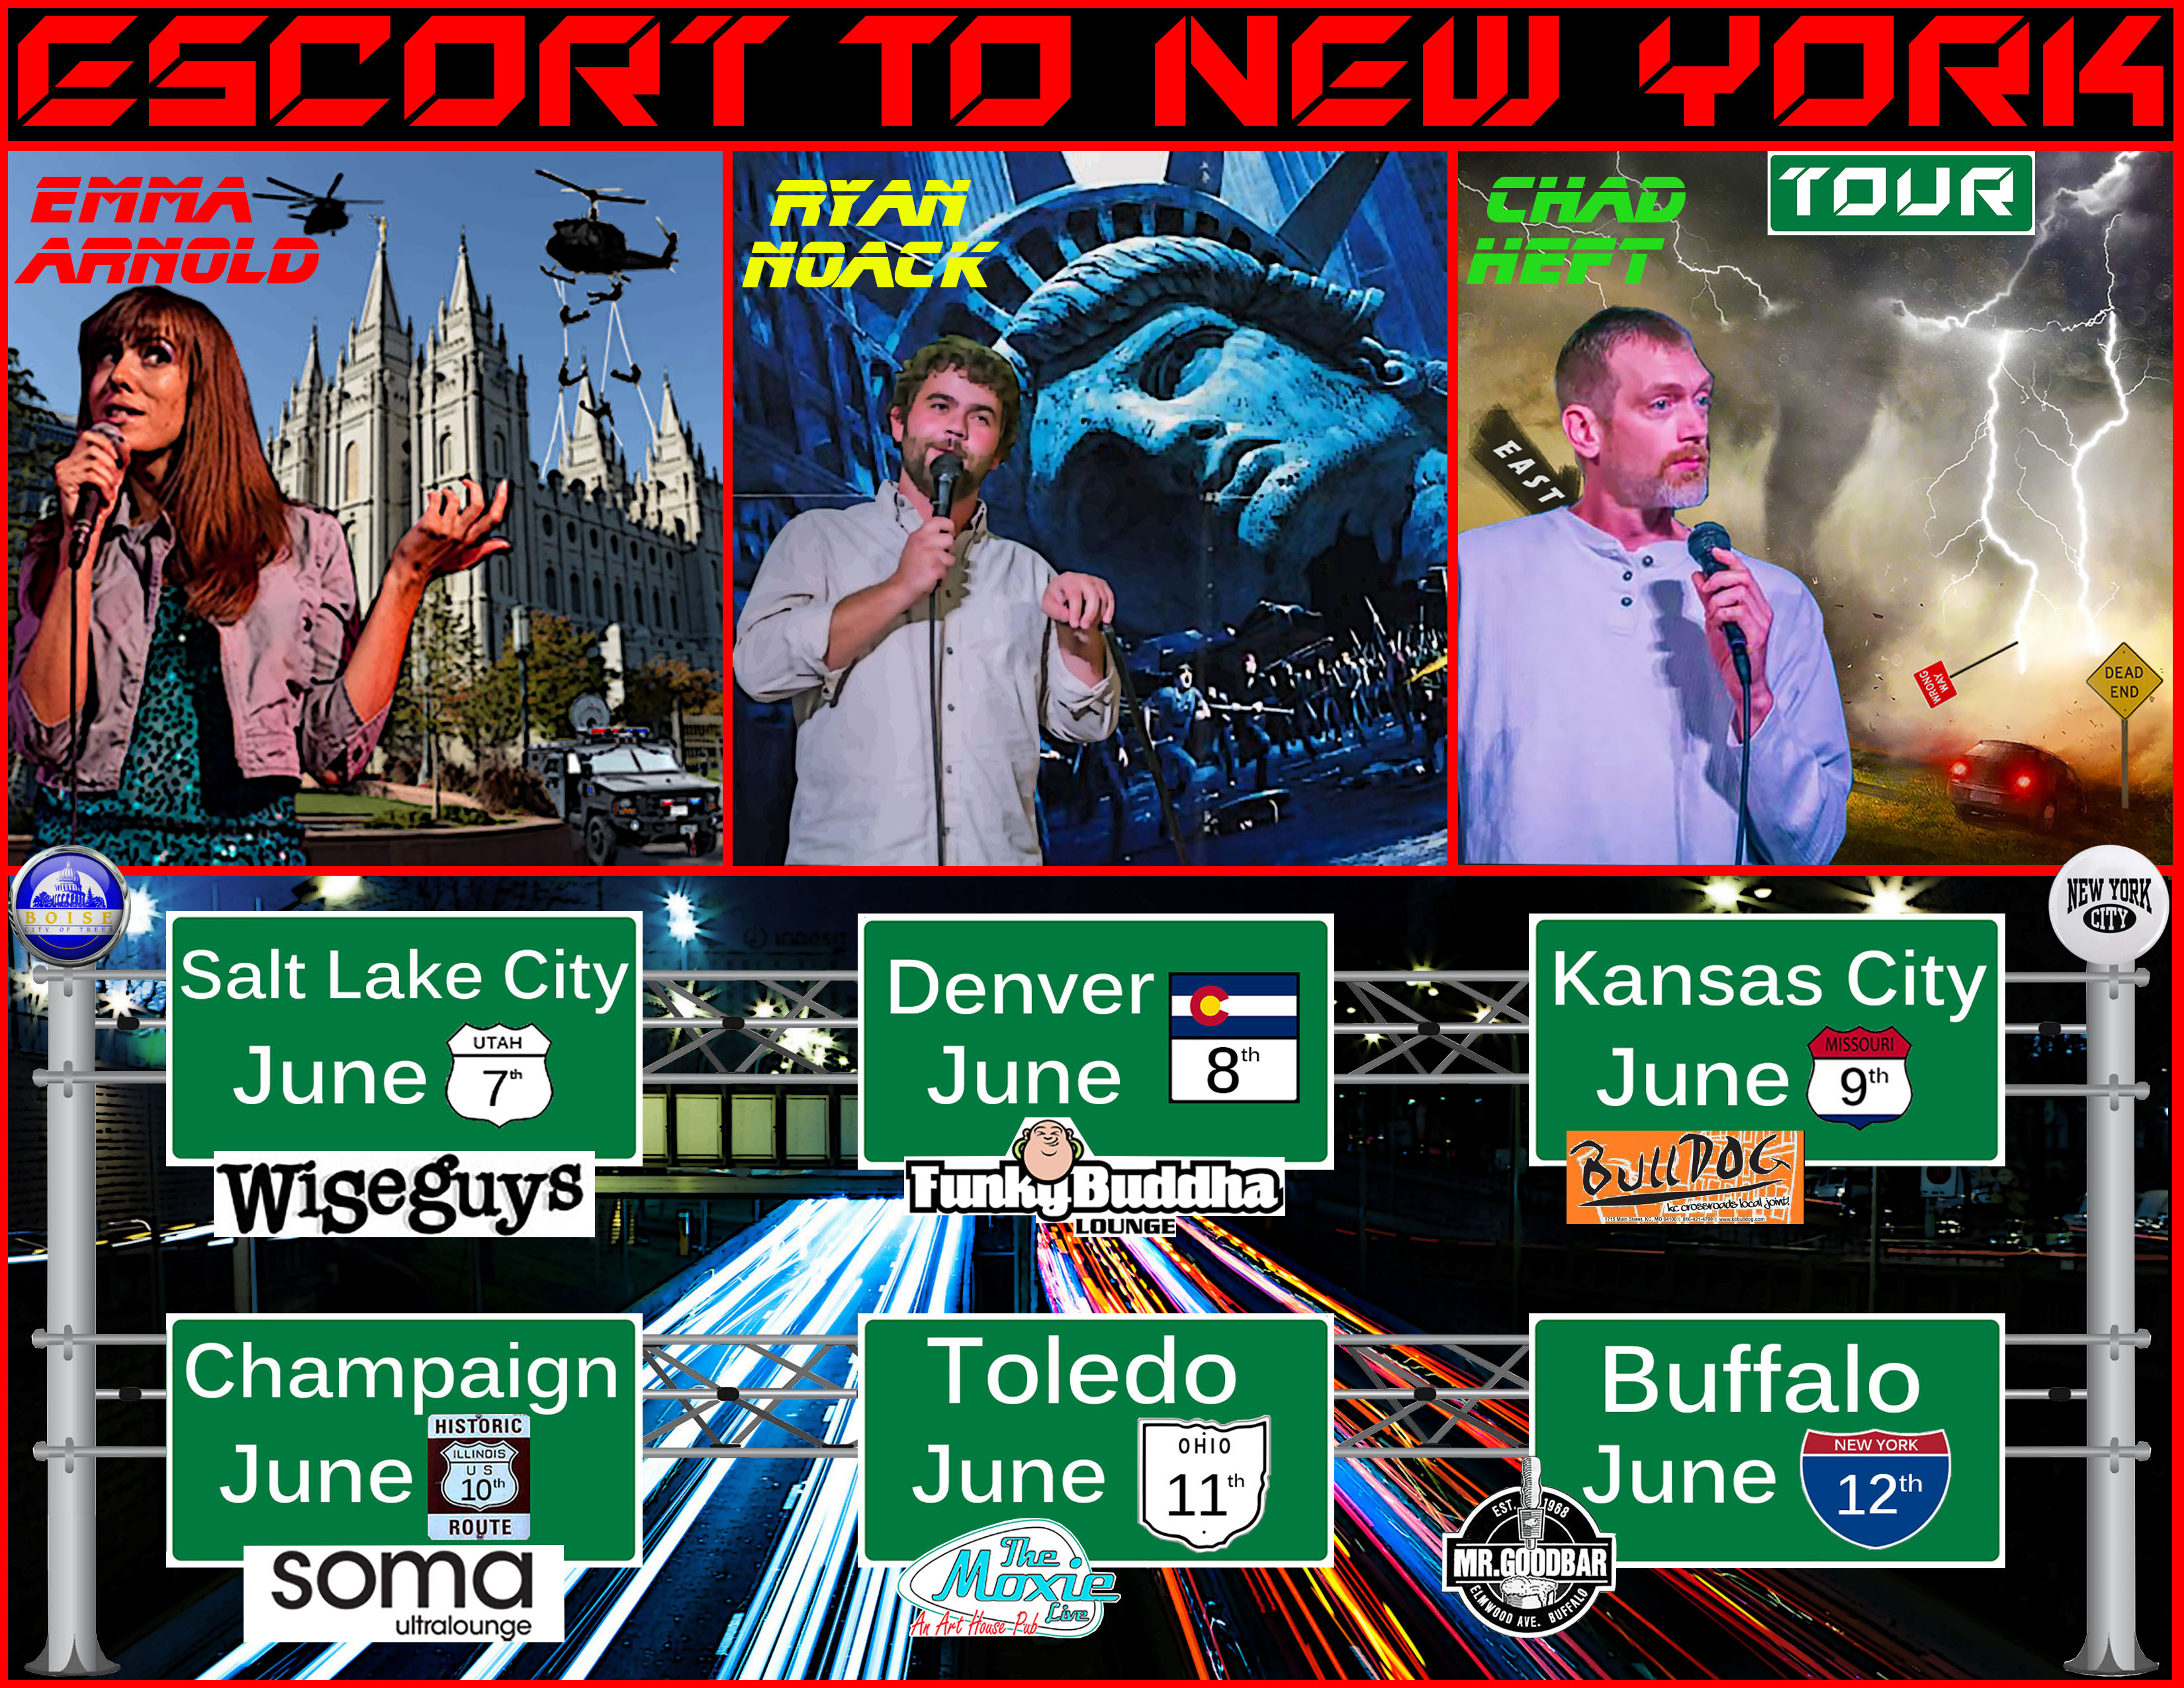 ESCORT TO NEW YORK
EMMA
ARNOLD
RYAN
NOACK
CHAD
HEFT
TOUR
EAST
WRONG
WAY
DEAD
END
BOISE
CITY OF TREES
NEW YORK
CITY
Salt Lake City
June
UTAH
7th
Wiseguys
Denver
June
8th
Funky Buddha
LOUNGE
Kansas City
June
MISSOURI
9th
BullDOG
kc crossroads local joint!
Champaign
June
HISTORIC
ILLINOIS
US
10th
ROUTE
soma
ultralounge
Toledo
June
OHIO
11th
The
Moxie
Live
An Art House Pub
Buffalo
June
NEW YORK
12th
EST. 1968
MR. GOODBAR
ELMWOOD AVE. BUFFALO